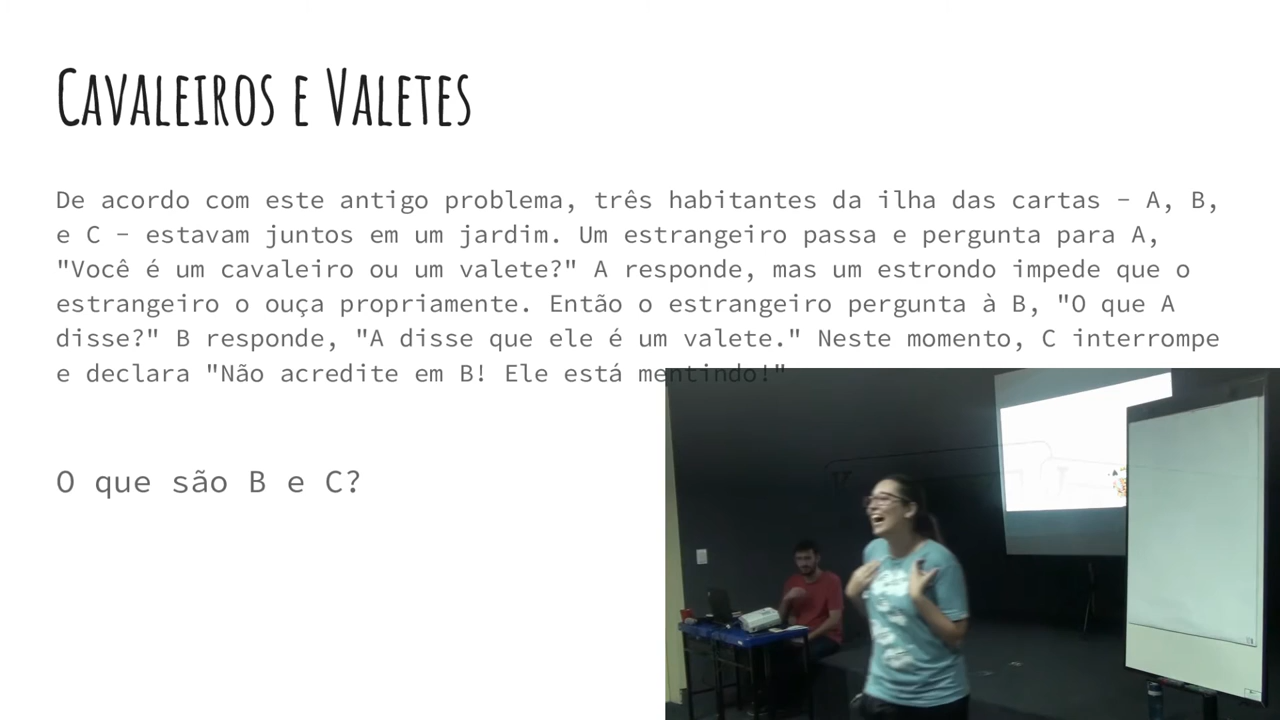 Cavaleiros e Valetes
De acordo com este antigo problema, três habitantes da ilha das cartas - A, B,
e C - estavam juntos em um jardim. Um estrangeiro passa e pergunta para A,
"Você é um cavaleiro ou um valete?" A responde, mas um estrondo impede que o
estrangeiro o ouça propriamente. Então o estrangeiro pergunta à B, "O que A
disse?" B responde, "A disse que ele é um valete." Neste momento, C interrompe
e declara "Não acredite em B! Ele está mentindo!"
O que são B e C?